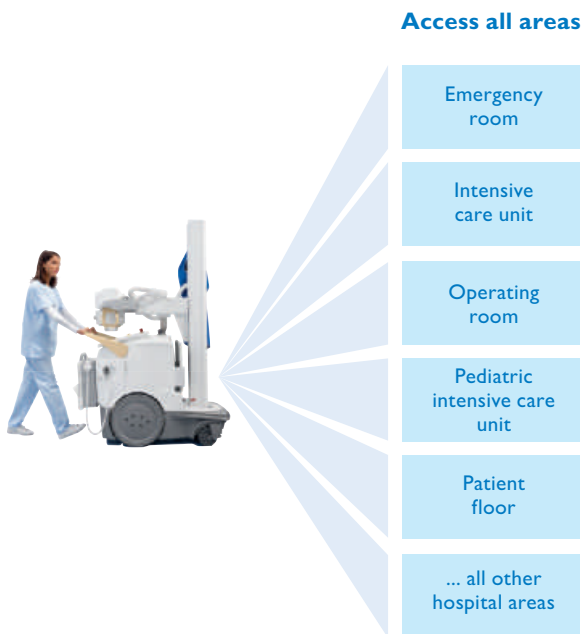 Access all areas
Emergency
room
Intensive
care unit
Operating
room
Pediatric
intensive care
unit
Patient
floor
... all other
hospital areas